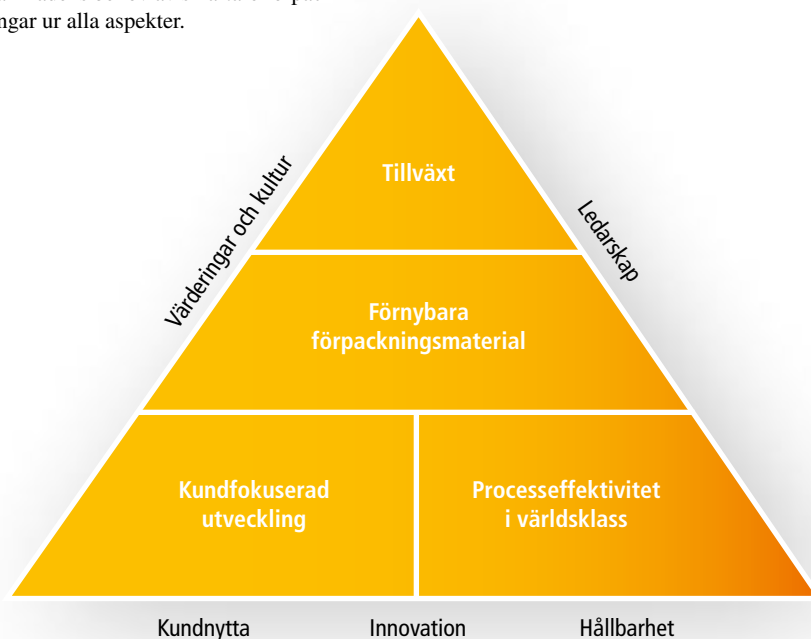 ngar ur alla aspekter.
Tillväxt
Värderingar och kultur
Ledarskap
Förnybara
förpackningsmaterial
Kundfokuserad
utveckling
Processeffektivitet
i världsklass
Kundnytta
Innovation
Hållbarhet